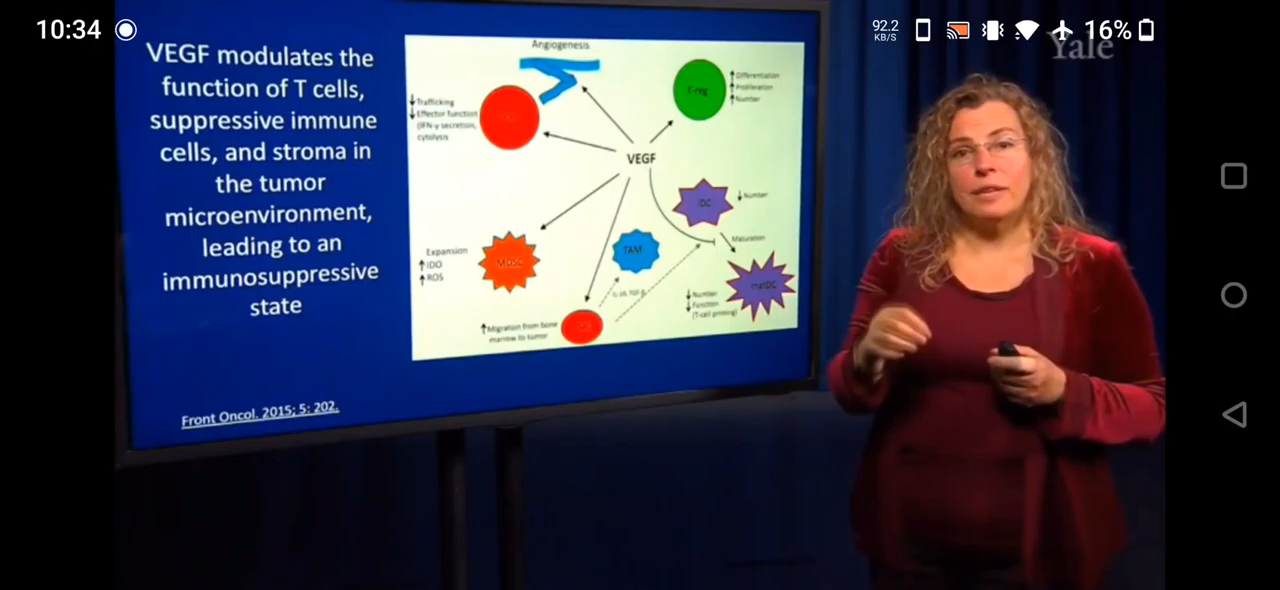 10:34
92.2
KB/S
16%
Yale
VEGF modulates the
function of T cells,
suppressive immune
cells, and stroma in
the tumor
microenvironment,
leading to an
immunosuppressive
state
Front Oncol. 2015; 5: 202.
Angiogenesis
Trafficking
Effector function
(IFN-γ secretion,
cytolysis
T-reg
Differentiation
Proliferation
Number
VEGF
iDC
Number
Maturation
matDC
Number
Function
(T-cell priming)
TAM
Expansion
IDO
ROS
MDSC
Migration from bone
marrow to tumor